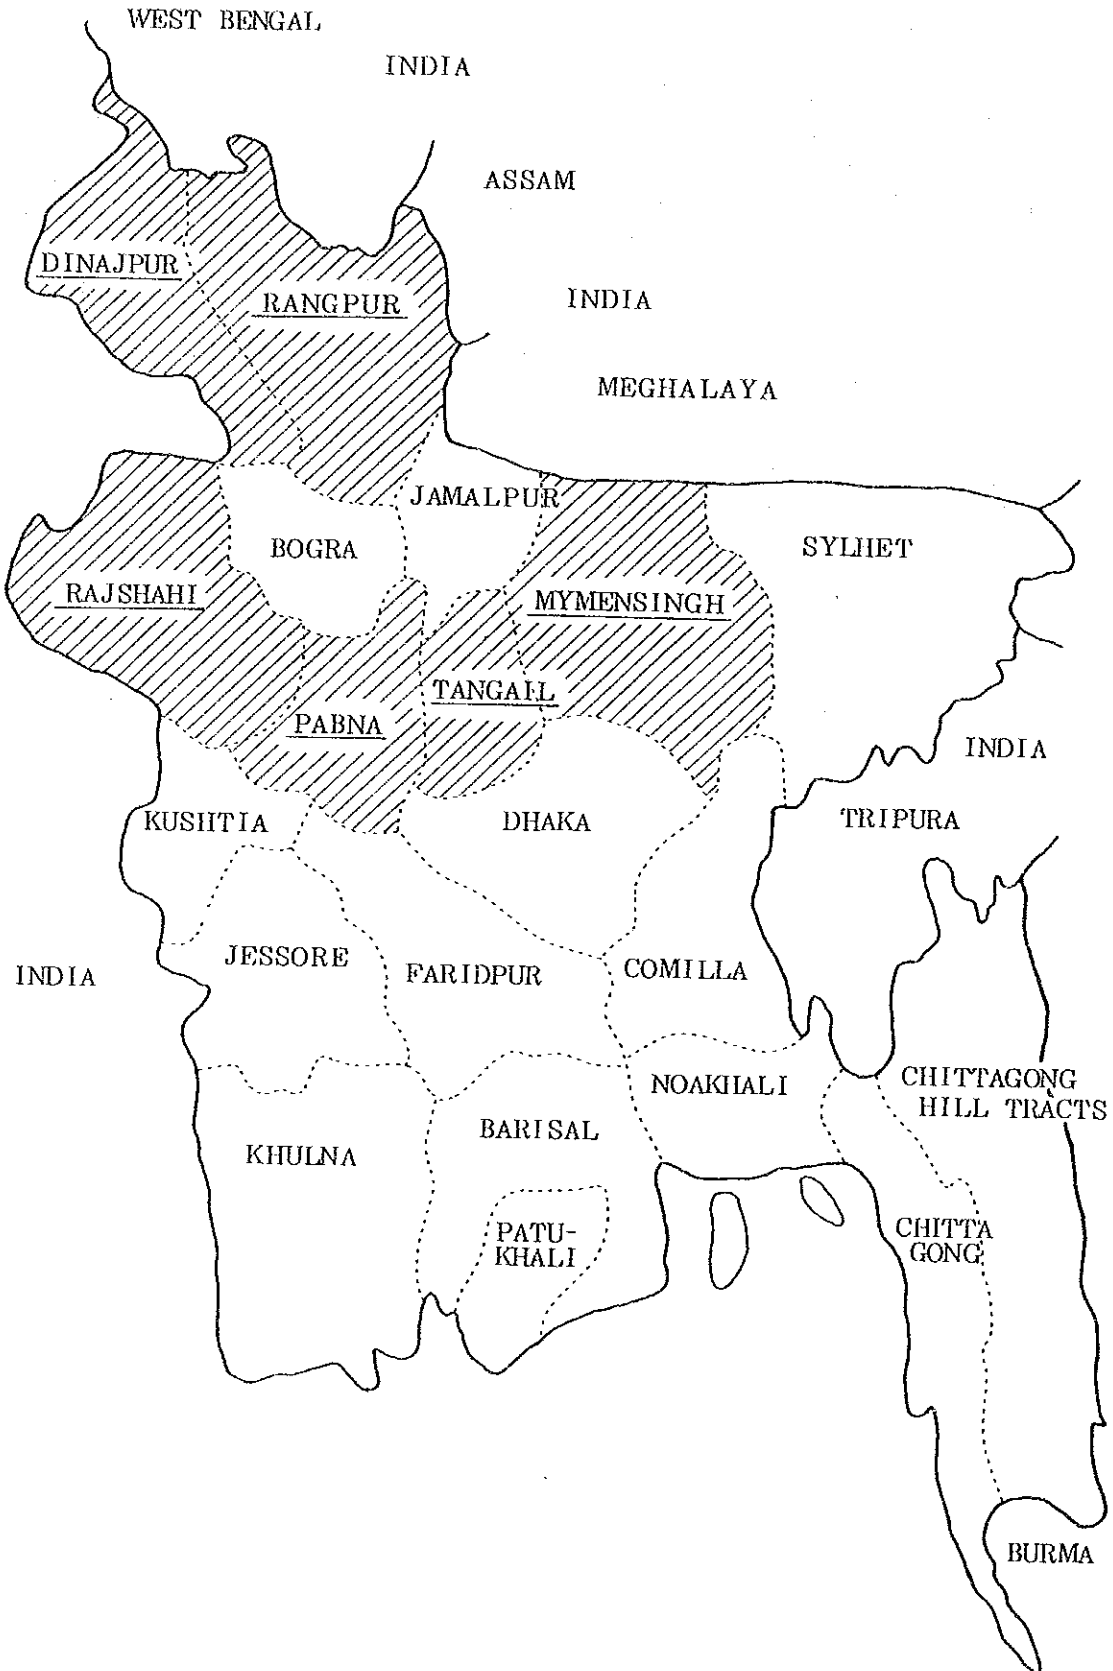 WEST BENGAL
INDIA
ASSAM
DINAJPUR
RANGPUR
INDIA
MEGHALAYA
JAMALPUR
BOGRA
SYLHET
RAJSHAHI
MYMENSINGH
TANGAIL
PABNA
INDIA
KUSHTIA
DHAKA
TRIPURA
JESSORE
FARIDPUR
COMILLA
INDIA
NOAKHALI
CHITTAGONG
HILL TRACTS
BARISAL
KHULNA
PATU-
KHALI
CHITTA
GONG
BURMA